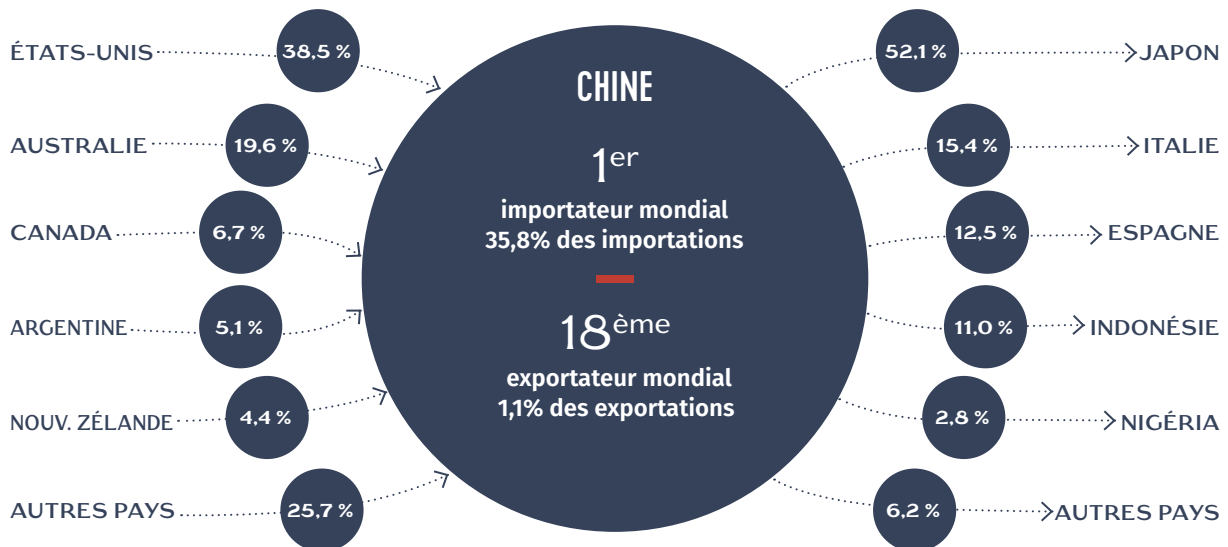 ÉTATS-UNIS
38,5 %
AUSTRALIE
19,6 %
CANADA
6,7 %
ARGENTINE
5,1 %
NOUV. ZÉLANDE
4,4 %
AUTRES PAYS
25,7 %
CHINE
1er
importateur mondial
35,8% des importations
18ème
exportateur mondial
1,1% des exportations
52,1 %
JAPON
15,4 %
ITALIE
12,5 %
ESPAGNE
11,0 %
INDONÉSIE
2,8 %
NIGÉRIA
6,2 %
AUTRES PAYS